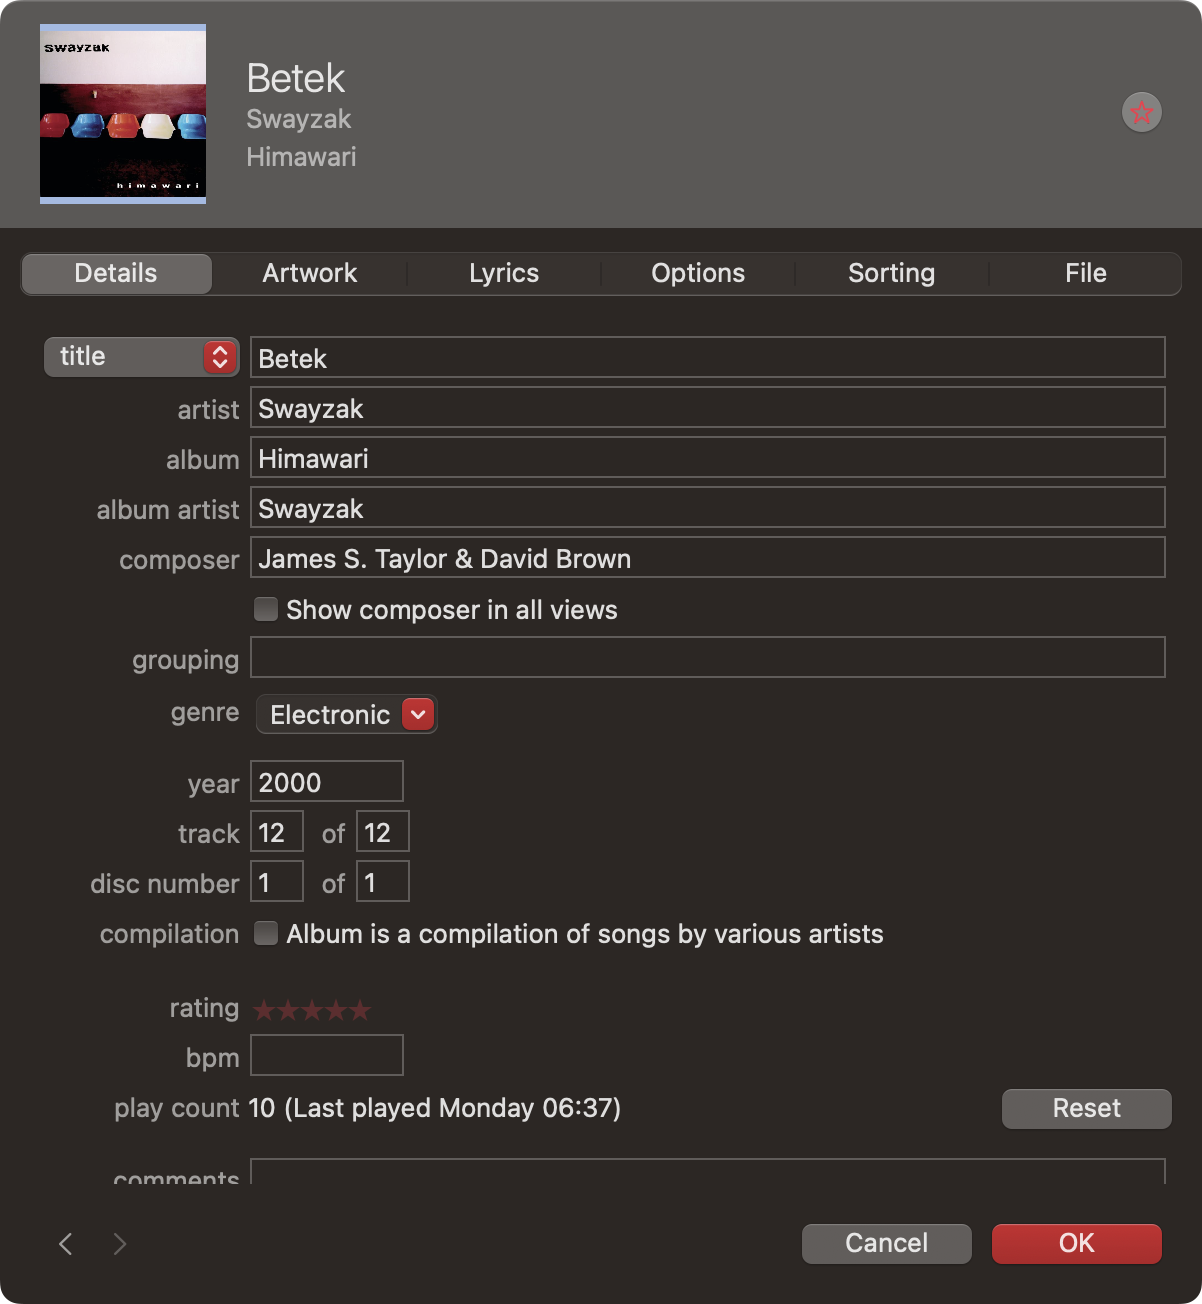 swayzak
himawari
Betek
Swayzak
Himawari
Details Artwork Lyrics Options Sorting File
title Betek
artist Swayzak
album Himawari
album artist Swayzak
composer James S. Taylor & David Brown
Show composer in all views
grouping
genre Electronic
year 2000
track 12 of 12
disc number 1 of 1
compilation Album is a compilation of songs by various artists
rating ★★★★★
bpm
play count 10 (Last played Monday 06:37) Reset
comments
Cancel OK